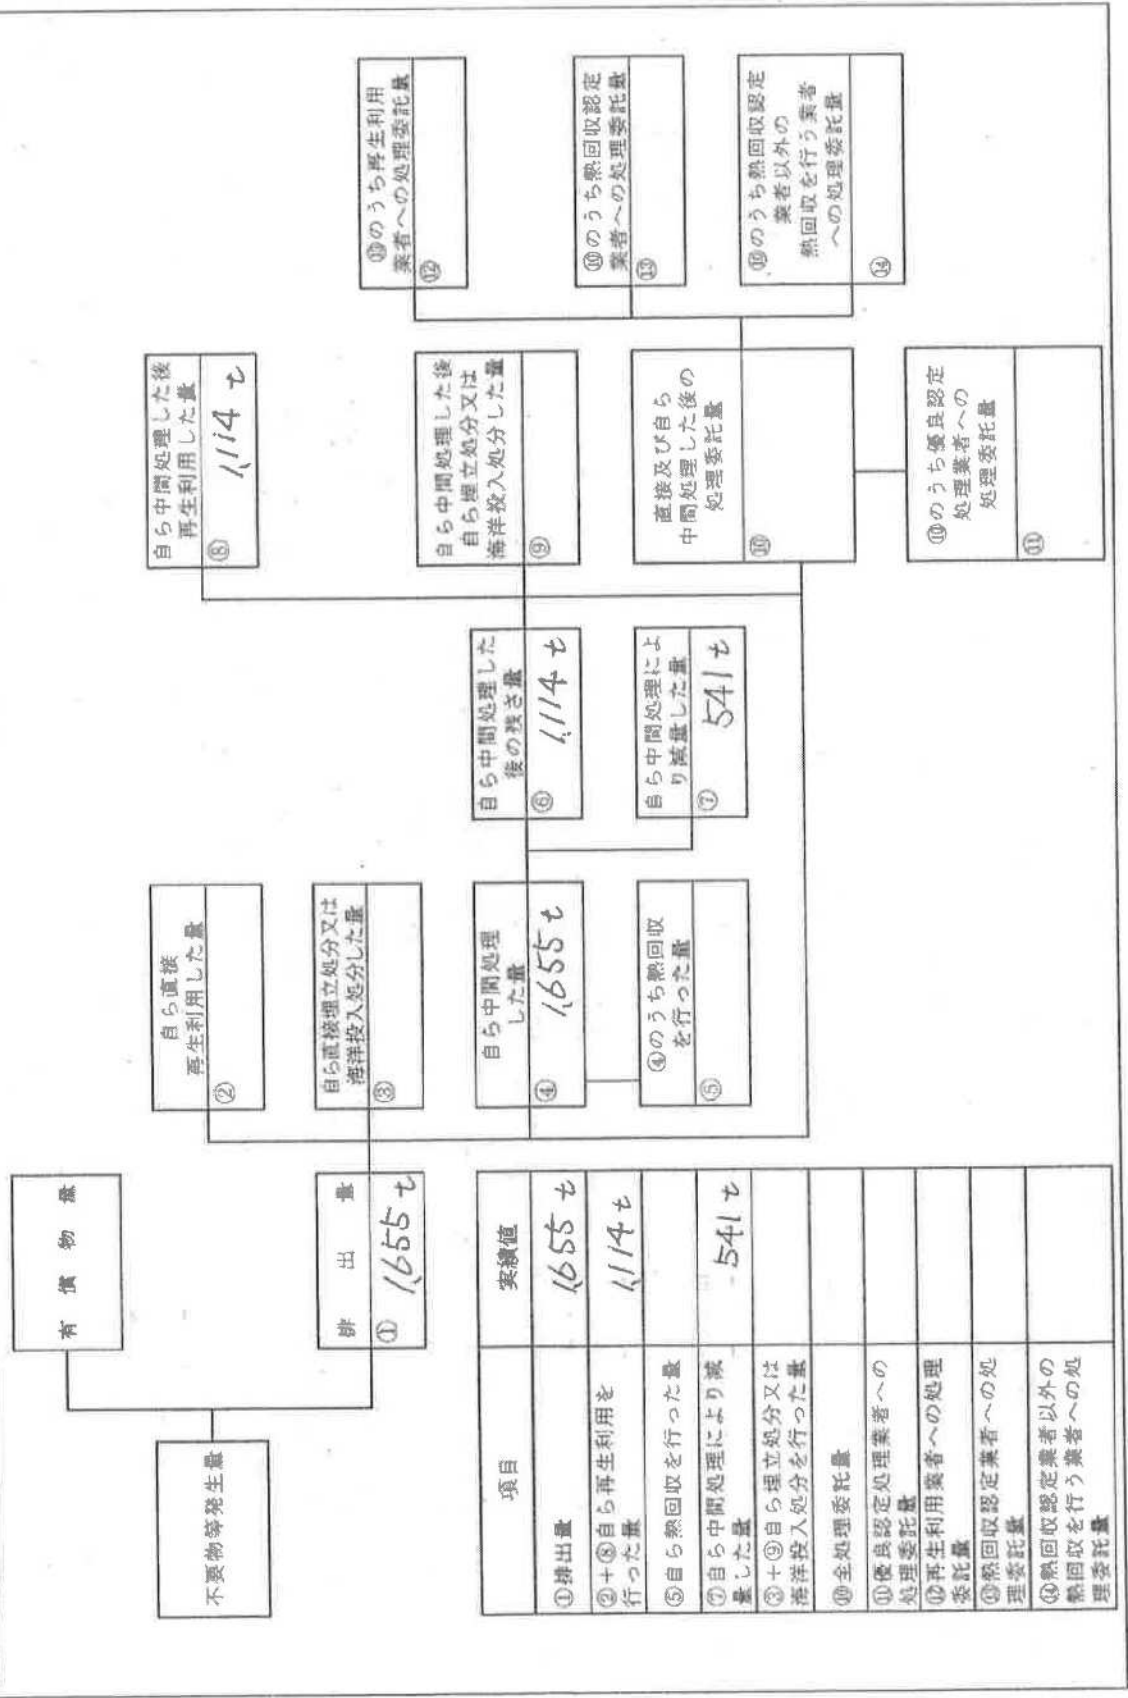 不要物等発生量
有償物量
排出量
① 1,655 t
自ら直接
再生利用した量
②
自ら直接埋立処分又は
海洋投入処分した量
③
自ら中間処理
した量
④ 1,655 t
④のうち熱回収
を行った量
⑤
自ら中間処理した
後の残さ量
⑥ 1,114 t
自ら中間処理によ
り減量した量
⑦ 541 t
自ら中間処理した後
再生利用した量
⑧ 1,114 t
自ら中間処理した後
自ら埋立処分又は
海洋投入処分した量
⑨
直接及び自ら
中間処理した後の
処理委託量
⑩
⑩のうち優良認定
処理業者への
処理委託量
⑪
⑩のうち再生利用
業者への処理委託量
⑫
⑩のうち熱回収認定
業者への処理委託量
⑬
⑩のうち熱回収認定
業者以外の
熱回収を行う業者
への処理委託量
⑭
項目 実績値
①排出量 1,655 t
②+⑧自ら再生利用を
行った量 1,114 t
⑤自ら熱回収を行った量
⑦自ら中間処理により減
量した量 541 t
③+⑨自ら埋立処分又は
海洋投入処分を行った量
⑩全処理委託量
⑪優良認定処理業者への
処理委託量
⑫再生利用業者への処理
委託量
⑬熱回収認定業者への処
理委託量
⑭熱回収認定業者以外の
熱回収を行う業者への処
理委託量